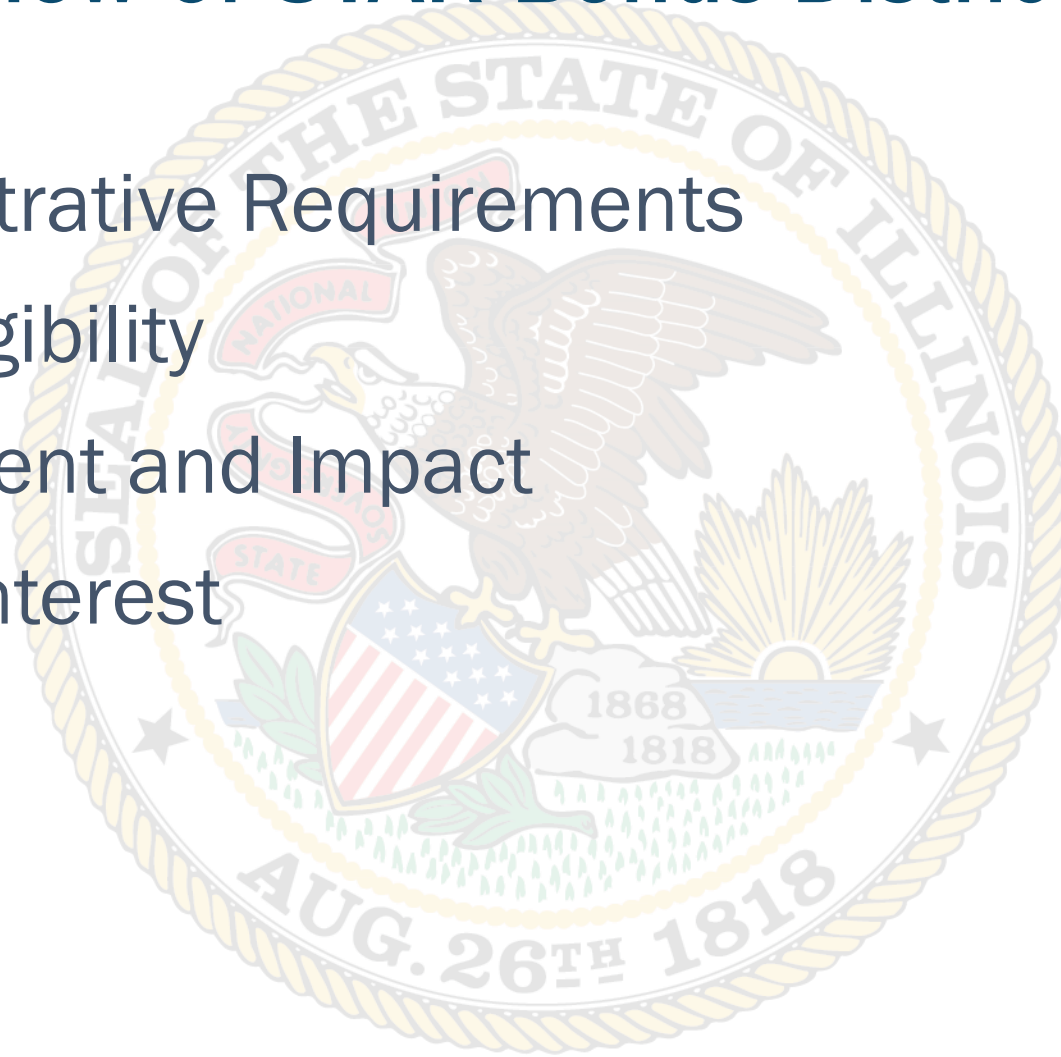 trative Requirements
gibility
ent and Impact
nterest
SEAL OF THE STATE OF ILLINOIS
NATIONAL
STATE
SOVEREIGNTY
1868
1818
AUG. 26TH 1818